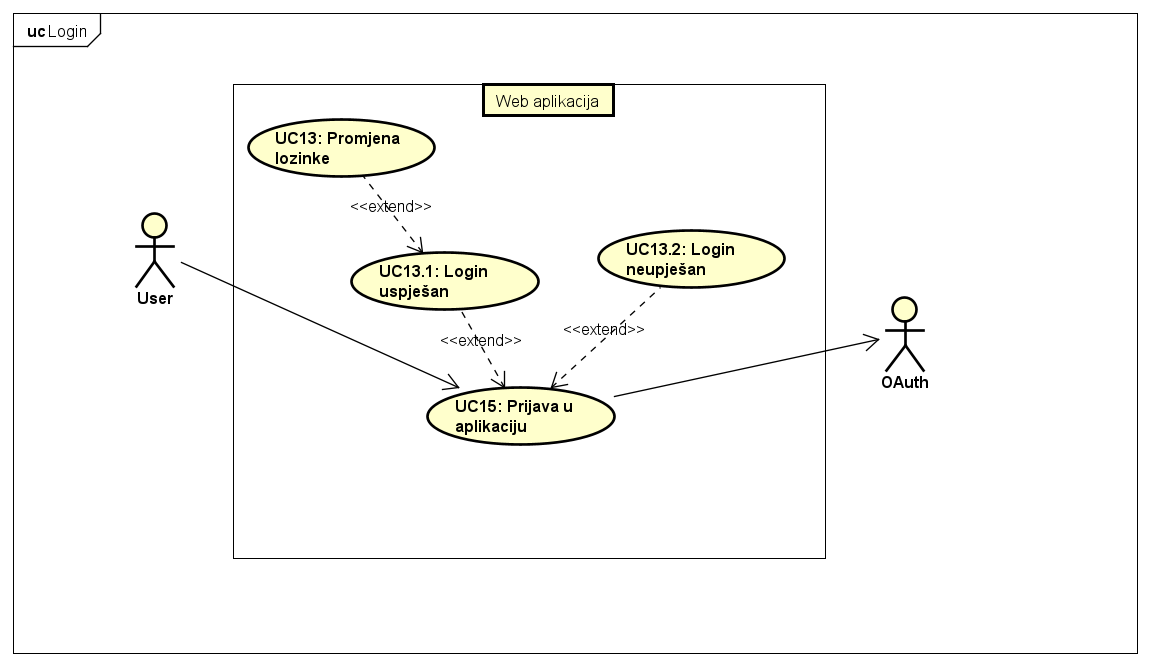 uc Login
Web aplikacija
UC13: Promjena
lozinke
<<extend>>
UC13.2: Login
neupješan
UC13.1: Login
uspješan
User
<<extend>>
<<extend>>
OAuth
UC15: Prijava u
aplikaciju